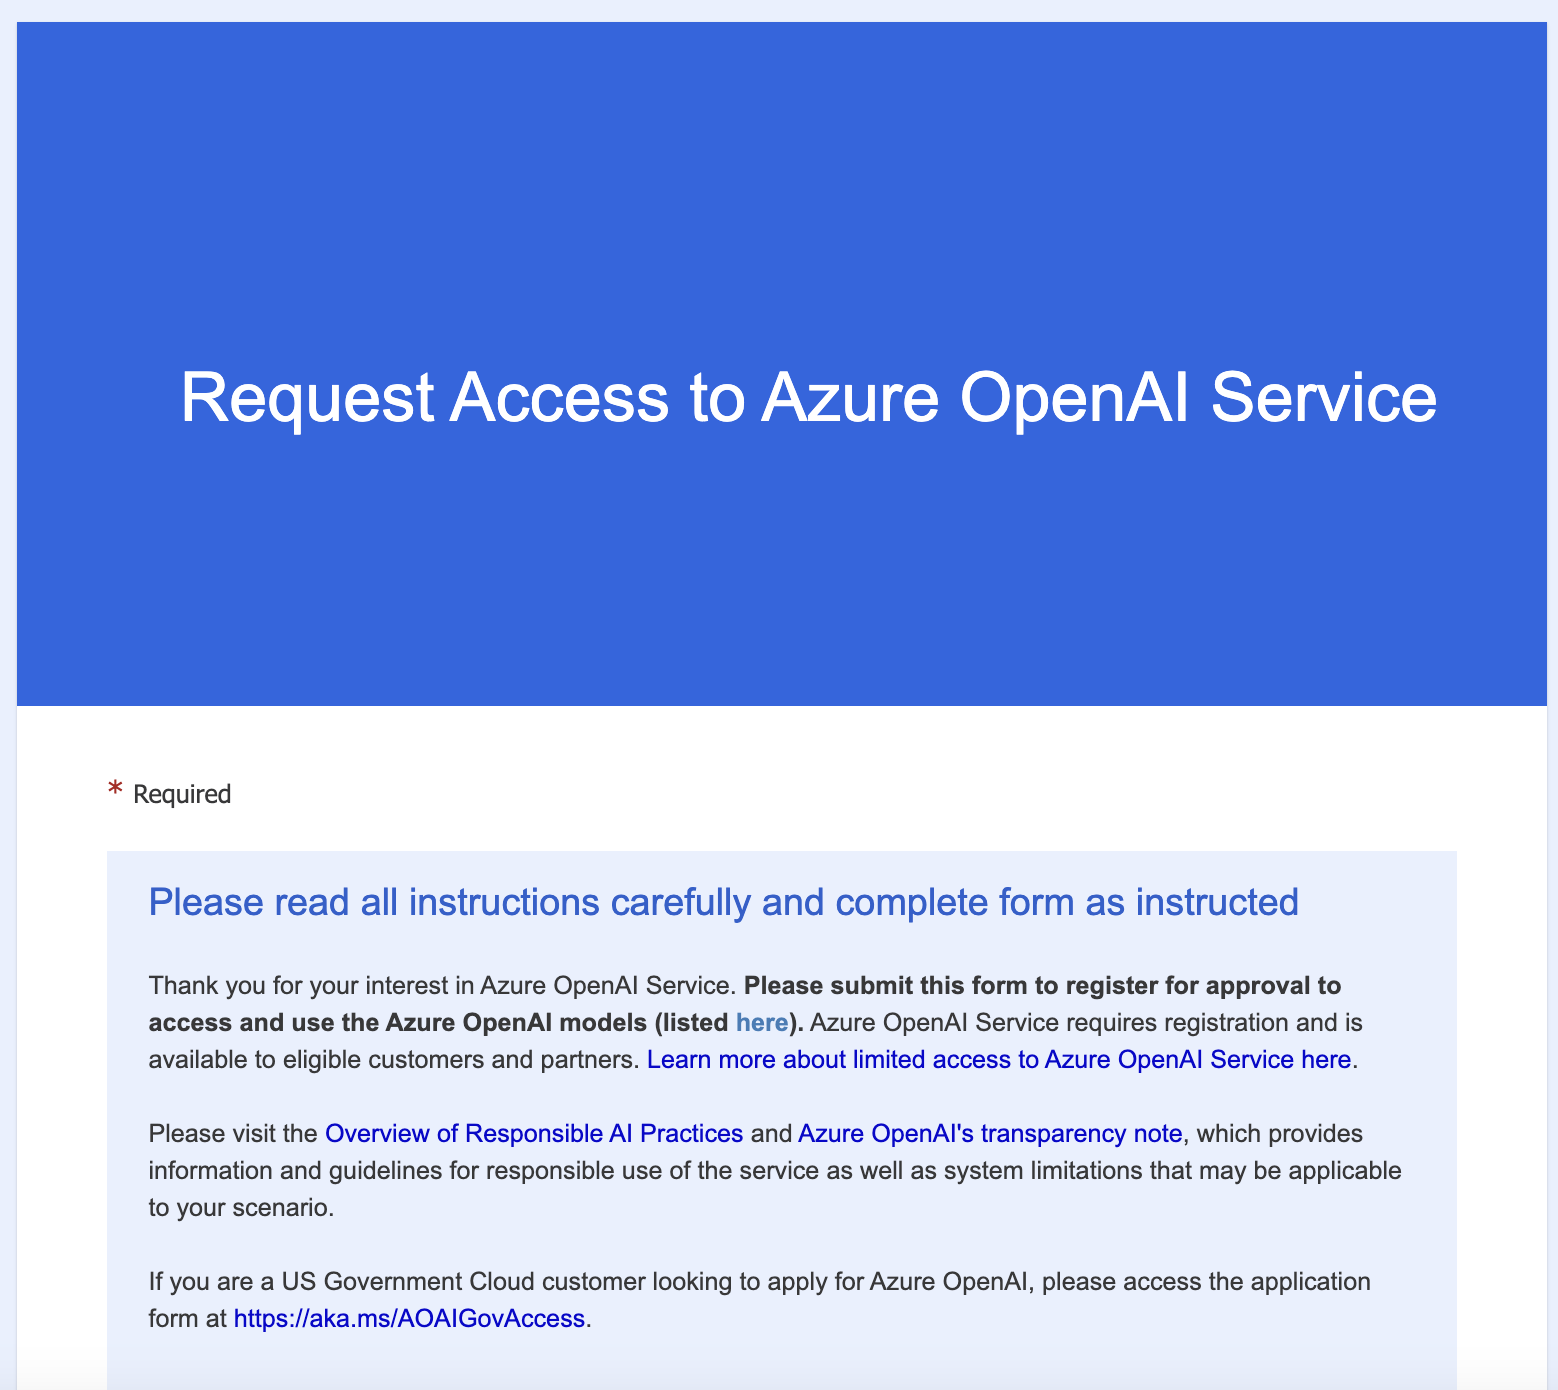 Request Access to Azure OpenAI Service
* Required
Please read all instructions carefully and complete form as instructed
Thank you for your interest in Azure OpenAI Service. Please submit this form to register for approval to
access and use the Azure OpenAI models (listed here). Azure OpenAI Service requires registration and is
available to eligible customers and partners. Learn more about limited access to Azure OpenAI Service here.
Please visit the Overview of Responsible AI Practices and Azure OpenAI's transparency note, which provides
information and guidelines for responsible use of the service as well as system limitations that may be applicable
to your scenario.
If you are a US Government Cloud customer looking to apply for Azure OpenAI, please access the application
form at https://aka.ms/AOAIGovAccess.